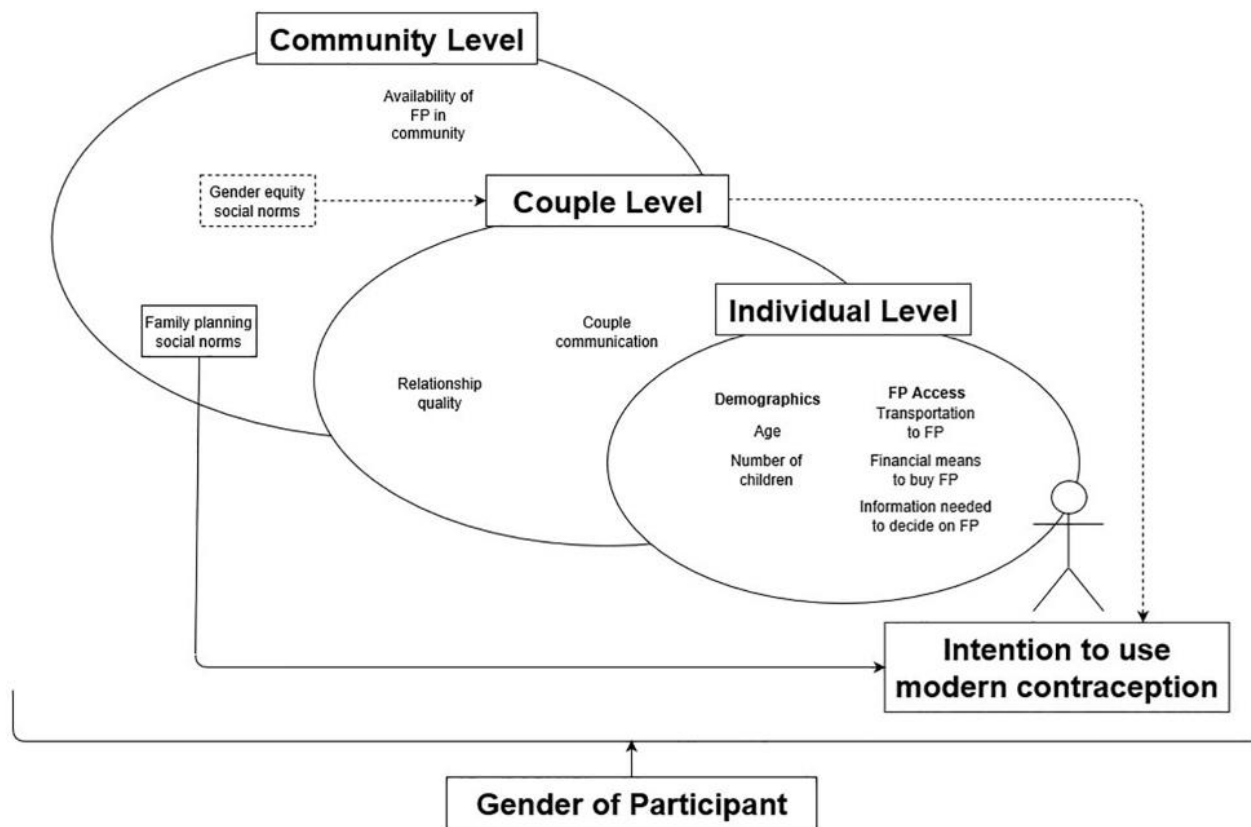 Community Level
Availability of
FP in
community
Gender equity
social norms
Couple Level
Family planning
social norms
Couple
communication
Relationship
quality
Individual Level
Demographics
Age
Number of
children
FP Access
Transportation
to FP
Financial means
to buy FP
Information needed
to decide on FP
Intention to use
modern contraception
Gender of Participant